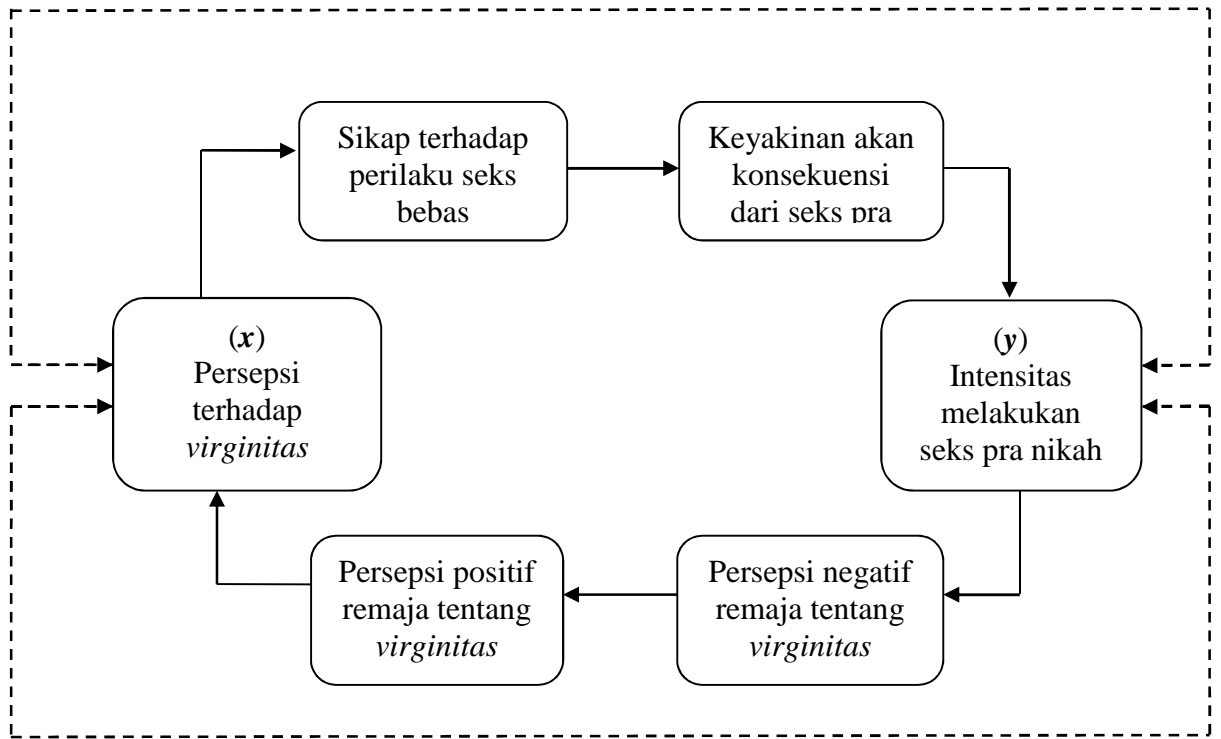 Sikap terhadap
perilaku seks
bebas
Keyakinan akan
konsekuensi
dari seks pra
(x)
Persepsi
terhadap
virginitas
(y)
Intensitas
melakukan
seks pra nikah
Persepsi positif
remaja tentang
virginitas
Persepsi negatif
remaja tentang
virginitas